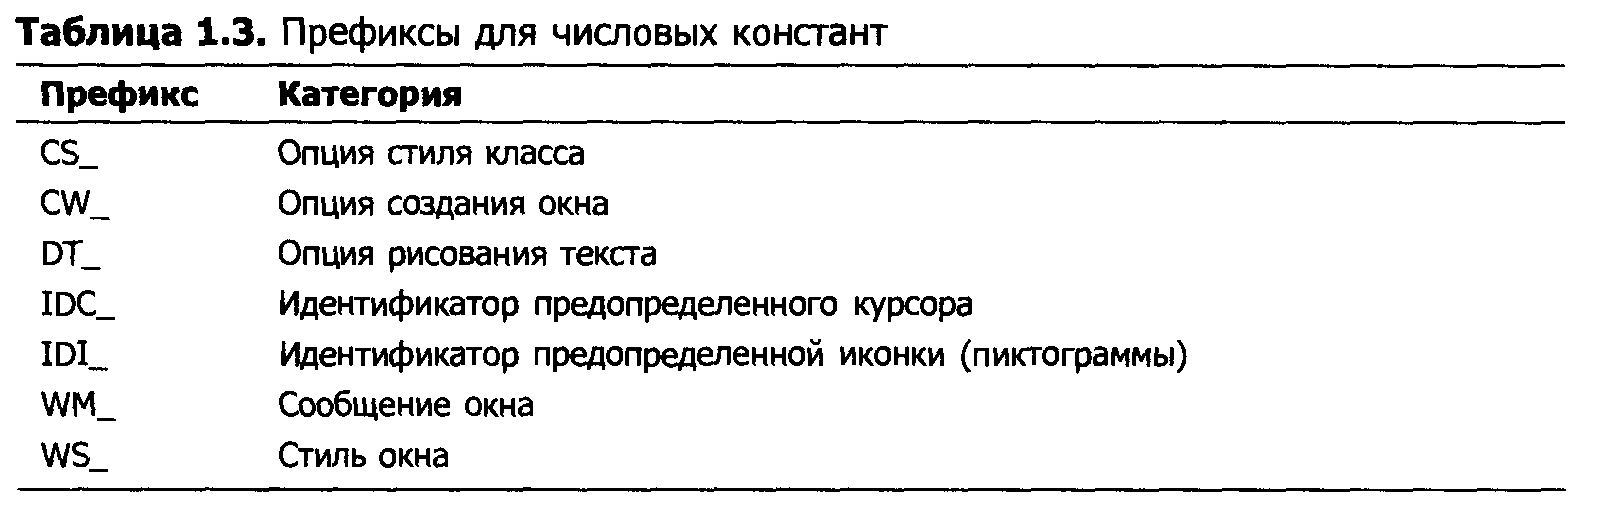 Таблица 1.3. Префиксы для числовых констант
Префикс Категория
CS_ Опция стиля класса
CW_ Опция создания окна
DT_ Опция рисования текста
IDC_ Идентификатор предопределенного курсора
IDI_ Идентификатор предопределенной иконки (пиктограммы)
WM_ Сообщение окна
WS_ Стиль окна